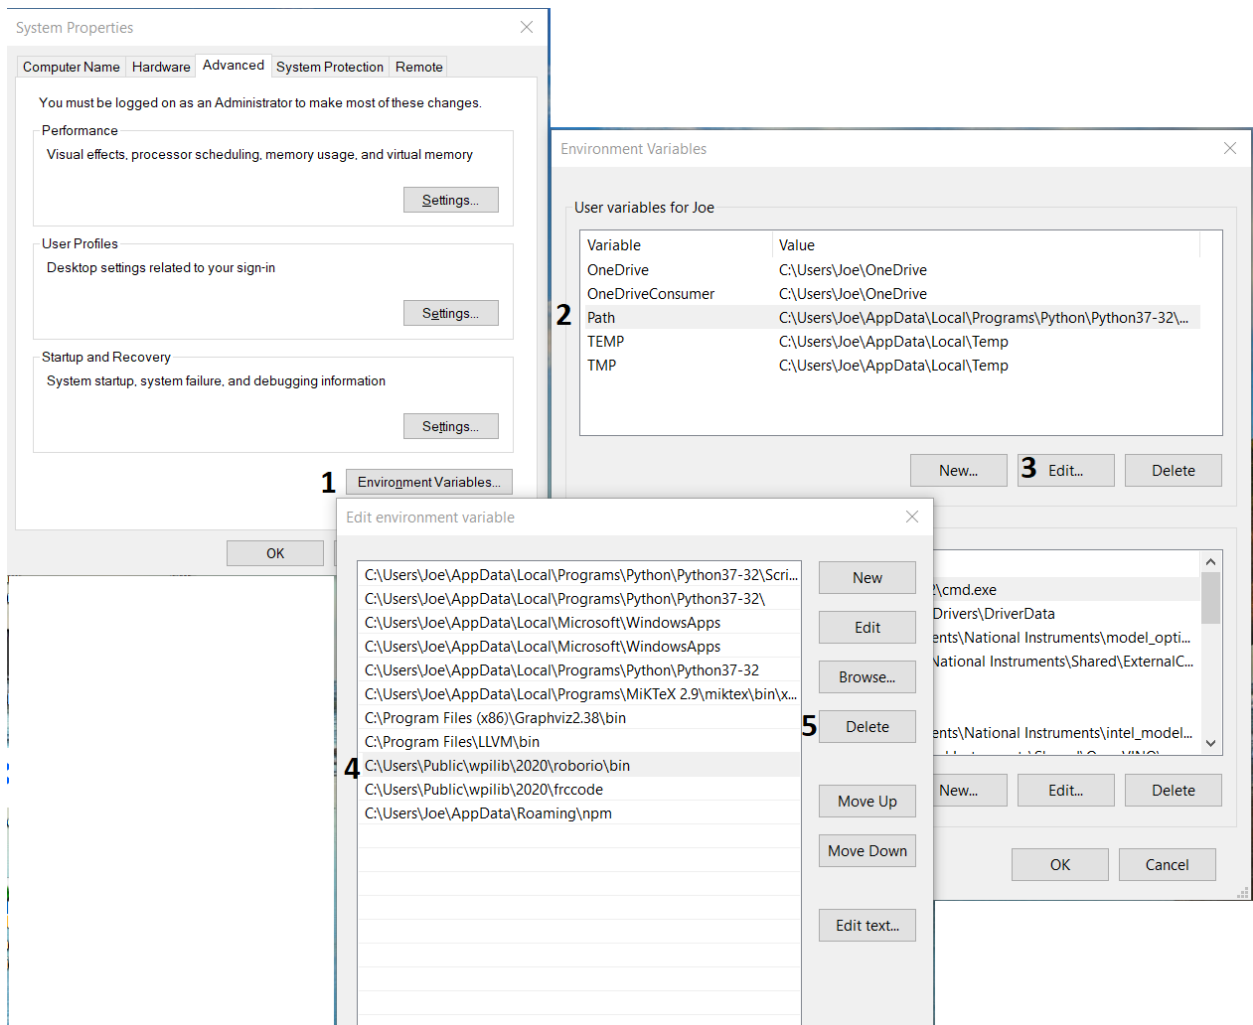 System Properties
Computer Name Hardware Advanced System Protection Remote
You must be logged on as an Administrator to make most of these changes.
Performance
Visual effects, processor scheduling, memory usage, and virtual memory
Settings...
User Profiles
Desktop settings related to your sign-in
Settings...
Startup and Recovery
System startup, system failure, and debugging information
Settings...
1 Environment Variables...
OK
Environment Variables
User variables for Joe
Variable Value
OneDrive C:\Users\Joe\OneDrive
OneDriveConsumer C:\Users\Joe\OneDrive
2 Path C:\Users\Joe\AppData\Local\Programs\Python\Python37-32\...
TEMP C:\Users\Joe\AppData\Local\Temp
TMP C:\Users\Joe\AppData\Local\Temp
New... 3 Edit... Delete
\cmd.exe
Drivers\DriverData
ents\National Instruments\model_opti...
National Instruments\Shared\ExternalC...
ents\National Instruments\intel_model...
New... Edit... Delete
OK Cancel
Edit environment variable
C:\Users\Joe\AppData\Local\Programs\Python\Python37-32\Scri...
C:\Users\Joe\AppData\Local\Programs\Python\Python37-32\
C:\Users\Joe\AppData\Local\Microsoft\WindowsApps
C:\Users\Joe\AppData\Local\Microsoft\WindowsApps
C:\Users\Joe\AppData\Local\Programs\Python\Python37-32
C:\Users\Joe\AppData\Local\Programs\MiKTeX 2.9\miktex\bin\x...
C:\Program Files (x86)\Graphviz2.38\bin
C:\Program Files\LLVM\bin
4 C:\Users\Public\wpilib\2020\roborio\bin
C:\Users\Public\wpilib\2020\frccode
C:\Users\Joe\AppData\Roaming\npm
New
Edit
Browse...
5 Delete
Move Up
Move Down
Edit text...